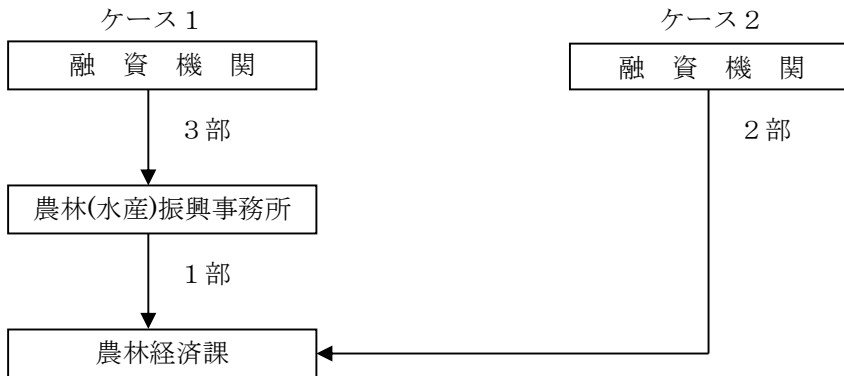 ケース１
ケース２
融 資 機 関
融 資 機 関
３部
２部
農林(水産)振興事務所
１部
農林経済課